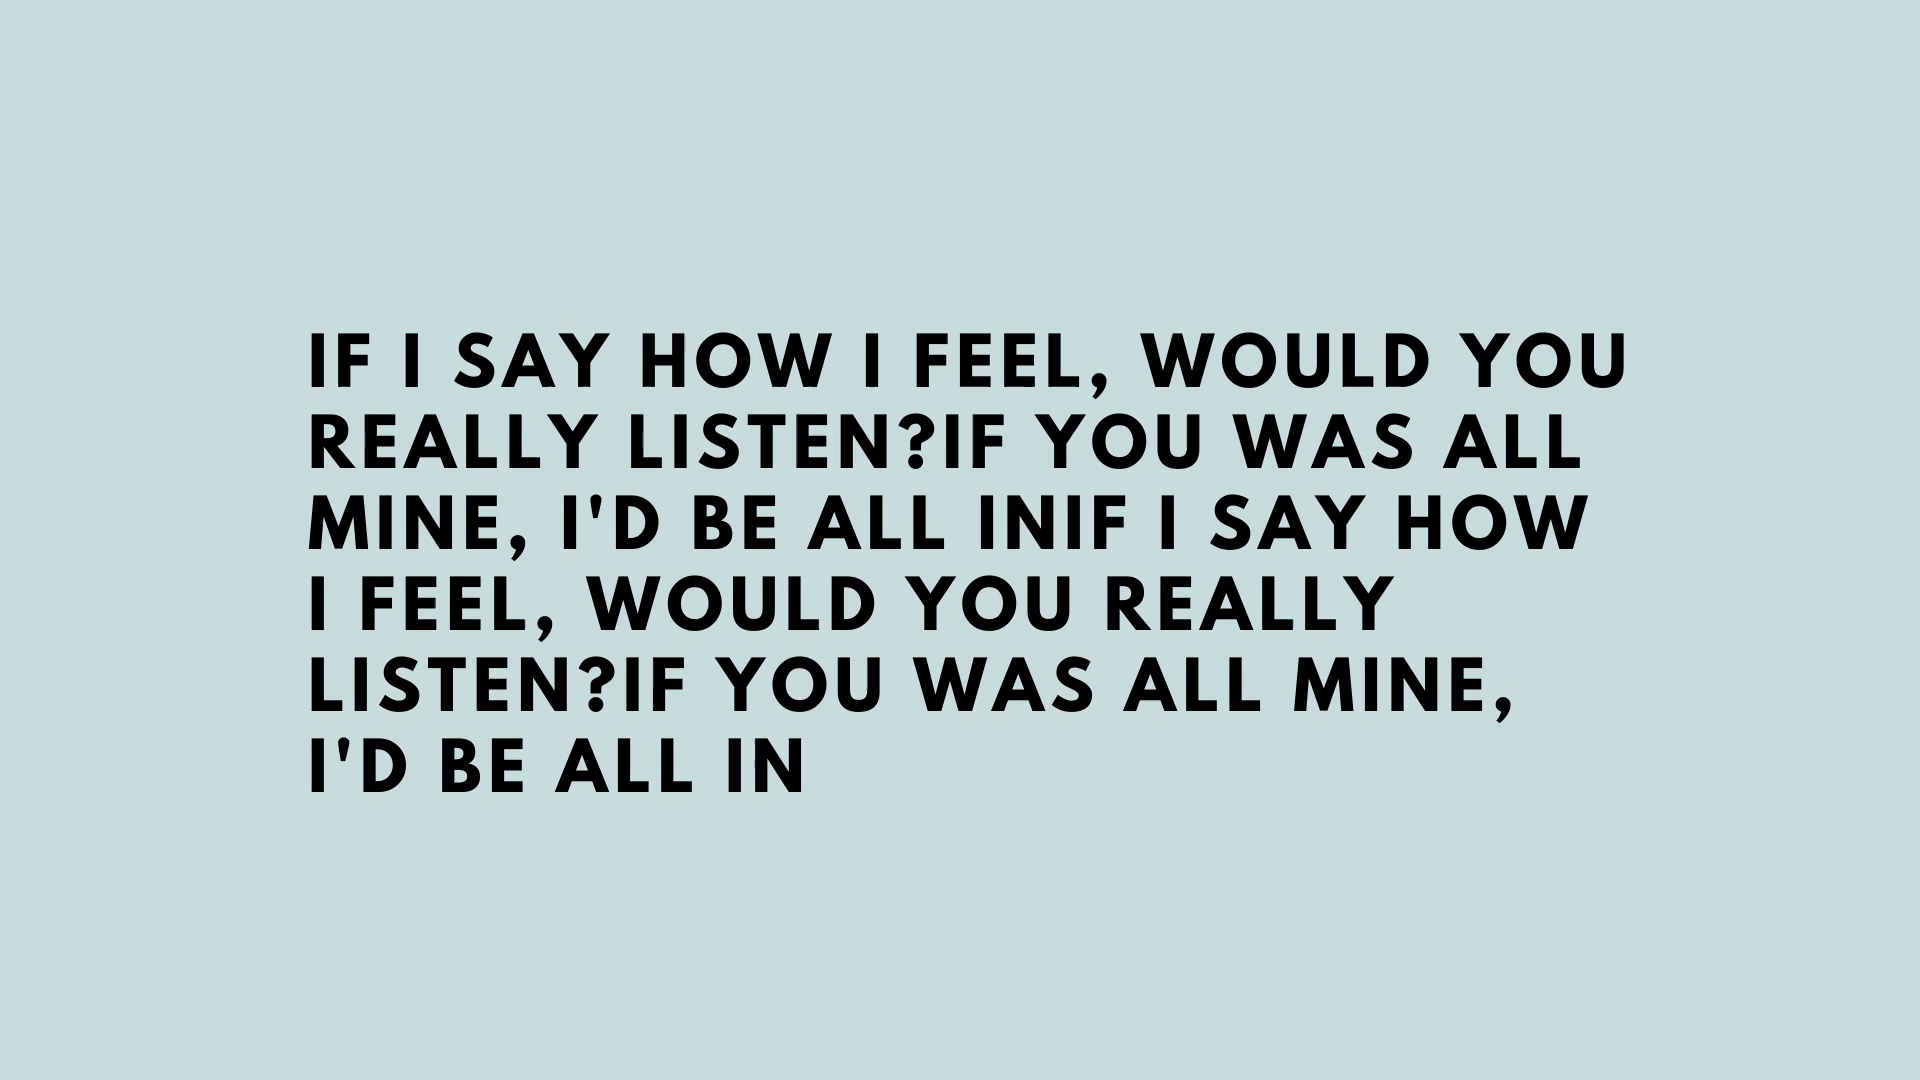 IF I SAY HOW I FEEL, WOULD YOU
REALLY LISTEN?IF YOU WAS ALL
MINE, I'D BE ALL INIF I SAY HOW
I FEEL, WOULD YOU REALLY
LISTEN?IF YOU WAS ALL MINE,
I'D BE ALL IN